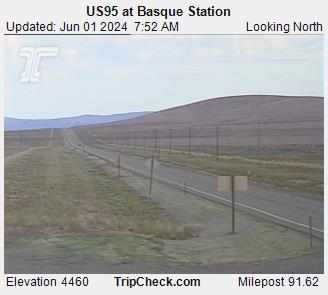 US95 at Basque Station
Updated: Jun 01 2024 7:52 AM Looking North
Elevation 4460 TripCheck.com Milepost 91.62